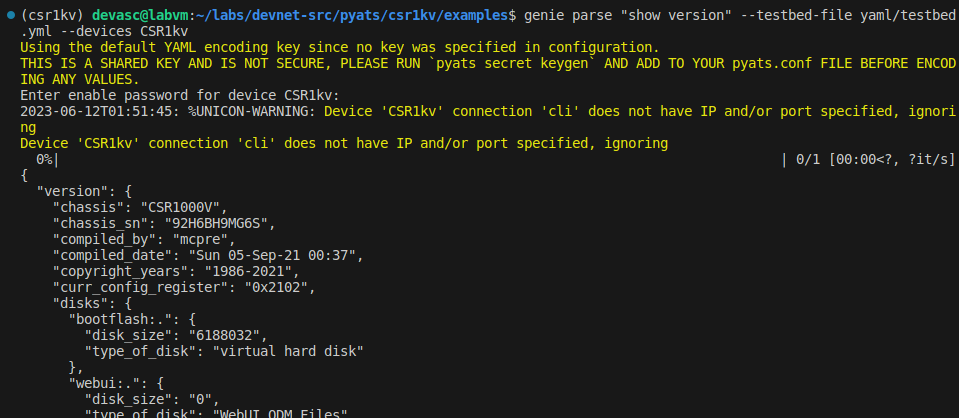 (csr1kv) devasc@labvm:~/labs/devnet-src/pyats/csr1kv/examples$ genie parse "show version" --testbed-file yaml/testbed
.yml --devices CSR1kv
Using the default YAML encoding key since no key was specified in configuration.
THIS IS A SHARED KEY AND IS NOT SECURE, PLEASE RUN `pyats secret keygen` AND ADD TO YOUR pyats.conf FILE BEFORE ENCOD
ING ANY VALUES.
Enter enable password for device CSR1kv:
2023-06-12T01:51:45: %UNICON-WARNING: Device 'CSR1kv' connection 'cli' does not have IP and/or port specified, ignori
ng
Device 'CSR1kv' connection 'cli' does not have IP and/or port specified, ignoring
  0%|                                                                                          | 0/1 [00:00<?, ?it/s]
{
  "version": {
    "chassis": "CSR1000V",
    "chassis_sn": "92H6BH9MG6S",
    "compiled_by": "mcpre",
    "compiled_date": "Sun 05-Sep-21 00:37",
    "copyright_years": "1986-2021",
    "curr_config_register": "0x2102",
    "disks": {
      "bootflash:.": {
        "disk_size": "6188032",
        "type_of_disk": "virtual hard disk"
      },
      "webui:.": {
        "disk_size": "0",
        "type_of_disk": "WebUI ODM Files"